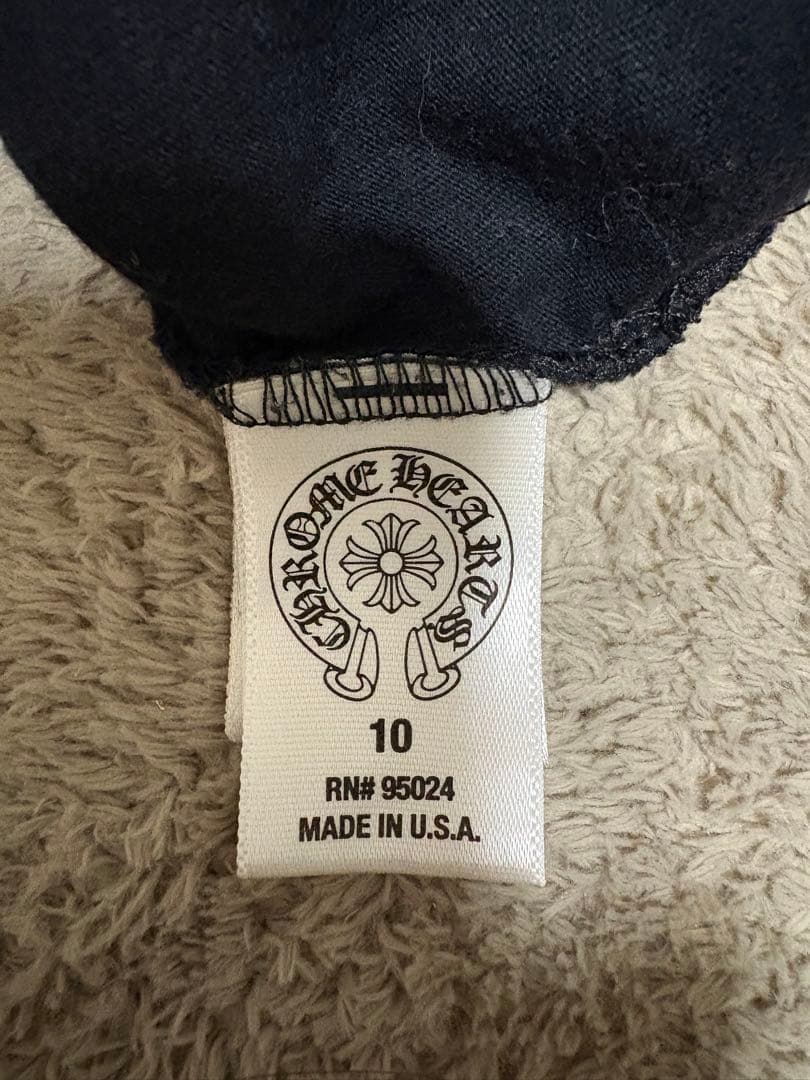 CHROME HEARTS
10
RN# 95024
MADE IN U.S.A.